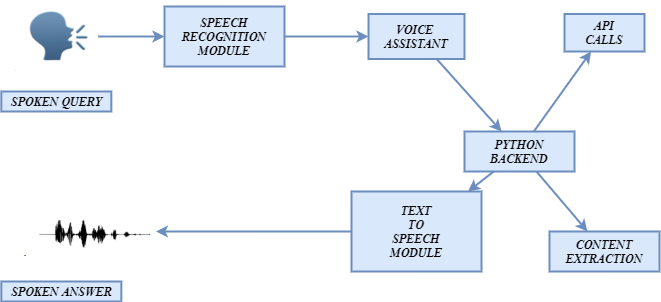 SPEECH
RECOGNITION
MODULE
VOICE
ASSISTANT
API
CALLS
SPOKEN QUERY
PYTHON
BACKEND
TEXT
TO
SPEECH
MODULE
CONTENT
EXTRACTION
SPOKEN ANSWER